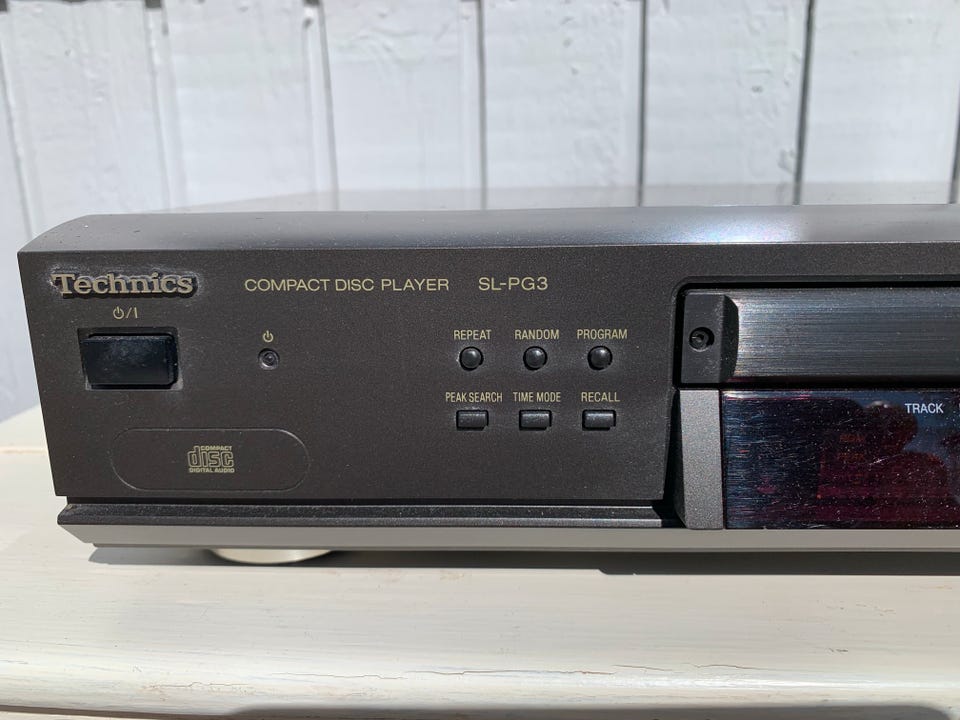 Technics
COMPACT DISC PLAYER SL-PG3
⏻/I
⏻
REPEAT RANDOM PROGRAM
PEAK SEARCH TIME MODE RECALL
TRACK
COMPACT
disc
DIGITAL AUDIO